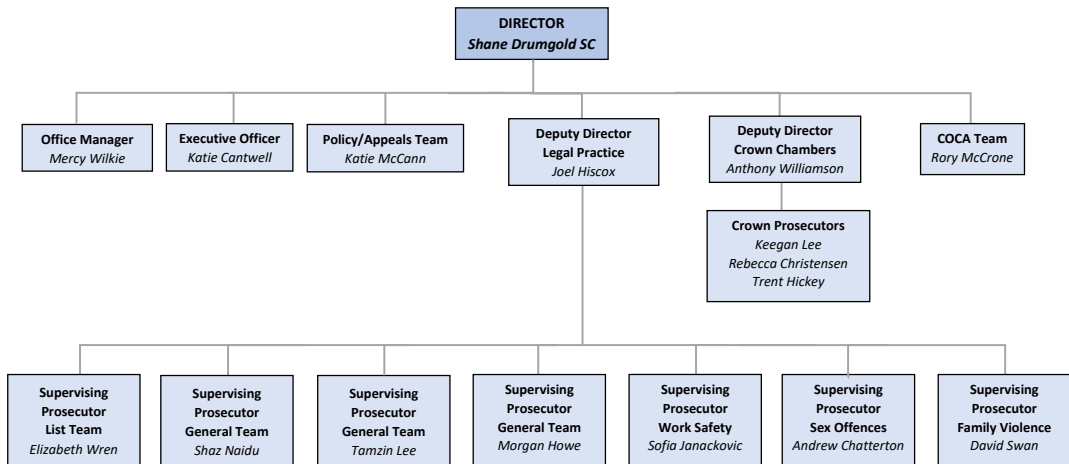 DIRECTOR
Shane Drumgold SC
Office Manager
Mercy Wilkie
Executive Officer
Katie Cantwell
Policy/Appeals Team
Katie McCann
Deputy Director
Legal Practice
Joel Hiscox
Deputy Director
Crown Chambers
Anthony Williamson
COCA Team
Rory McCrone
Crown Prosecutors
Keegan Lee
Rebecca Christensen
Trent Hickey
Supervising
Prosecutor
List Team
Elizabeth Wren
Supervising
Prosecutor
General Team
Shaz Naidu
Supervising
Prosecutor
General Team
Tamzin Lee
Supervising
Prosecutor
General Team
Morgan Howe
Supervising
Prosecutor
Work Safety
Sofia Janackovic
Supervising
Prosecutor
Sex Offences
Andrew Chatterton
Supervising
Prosecutor
Family Violence
David Swan